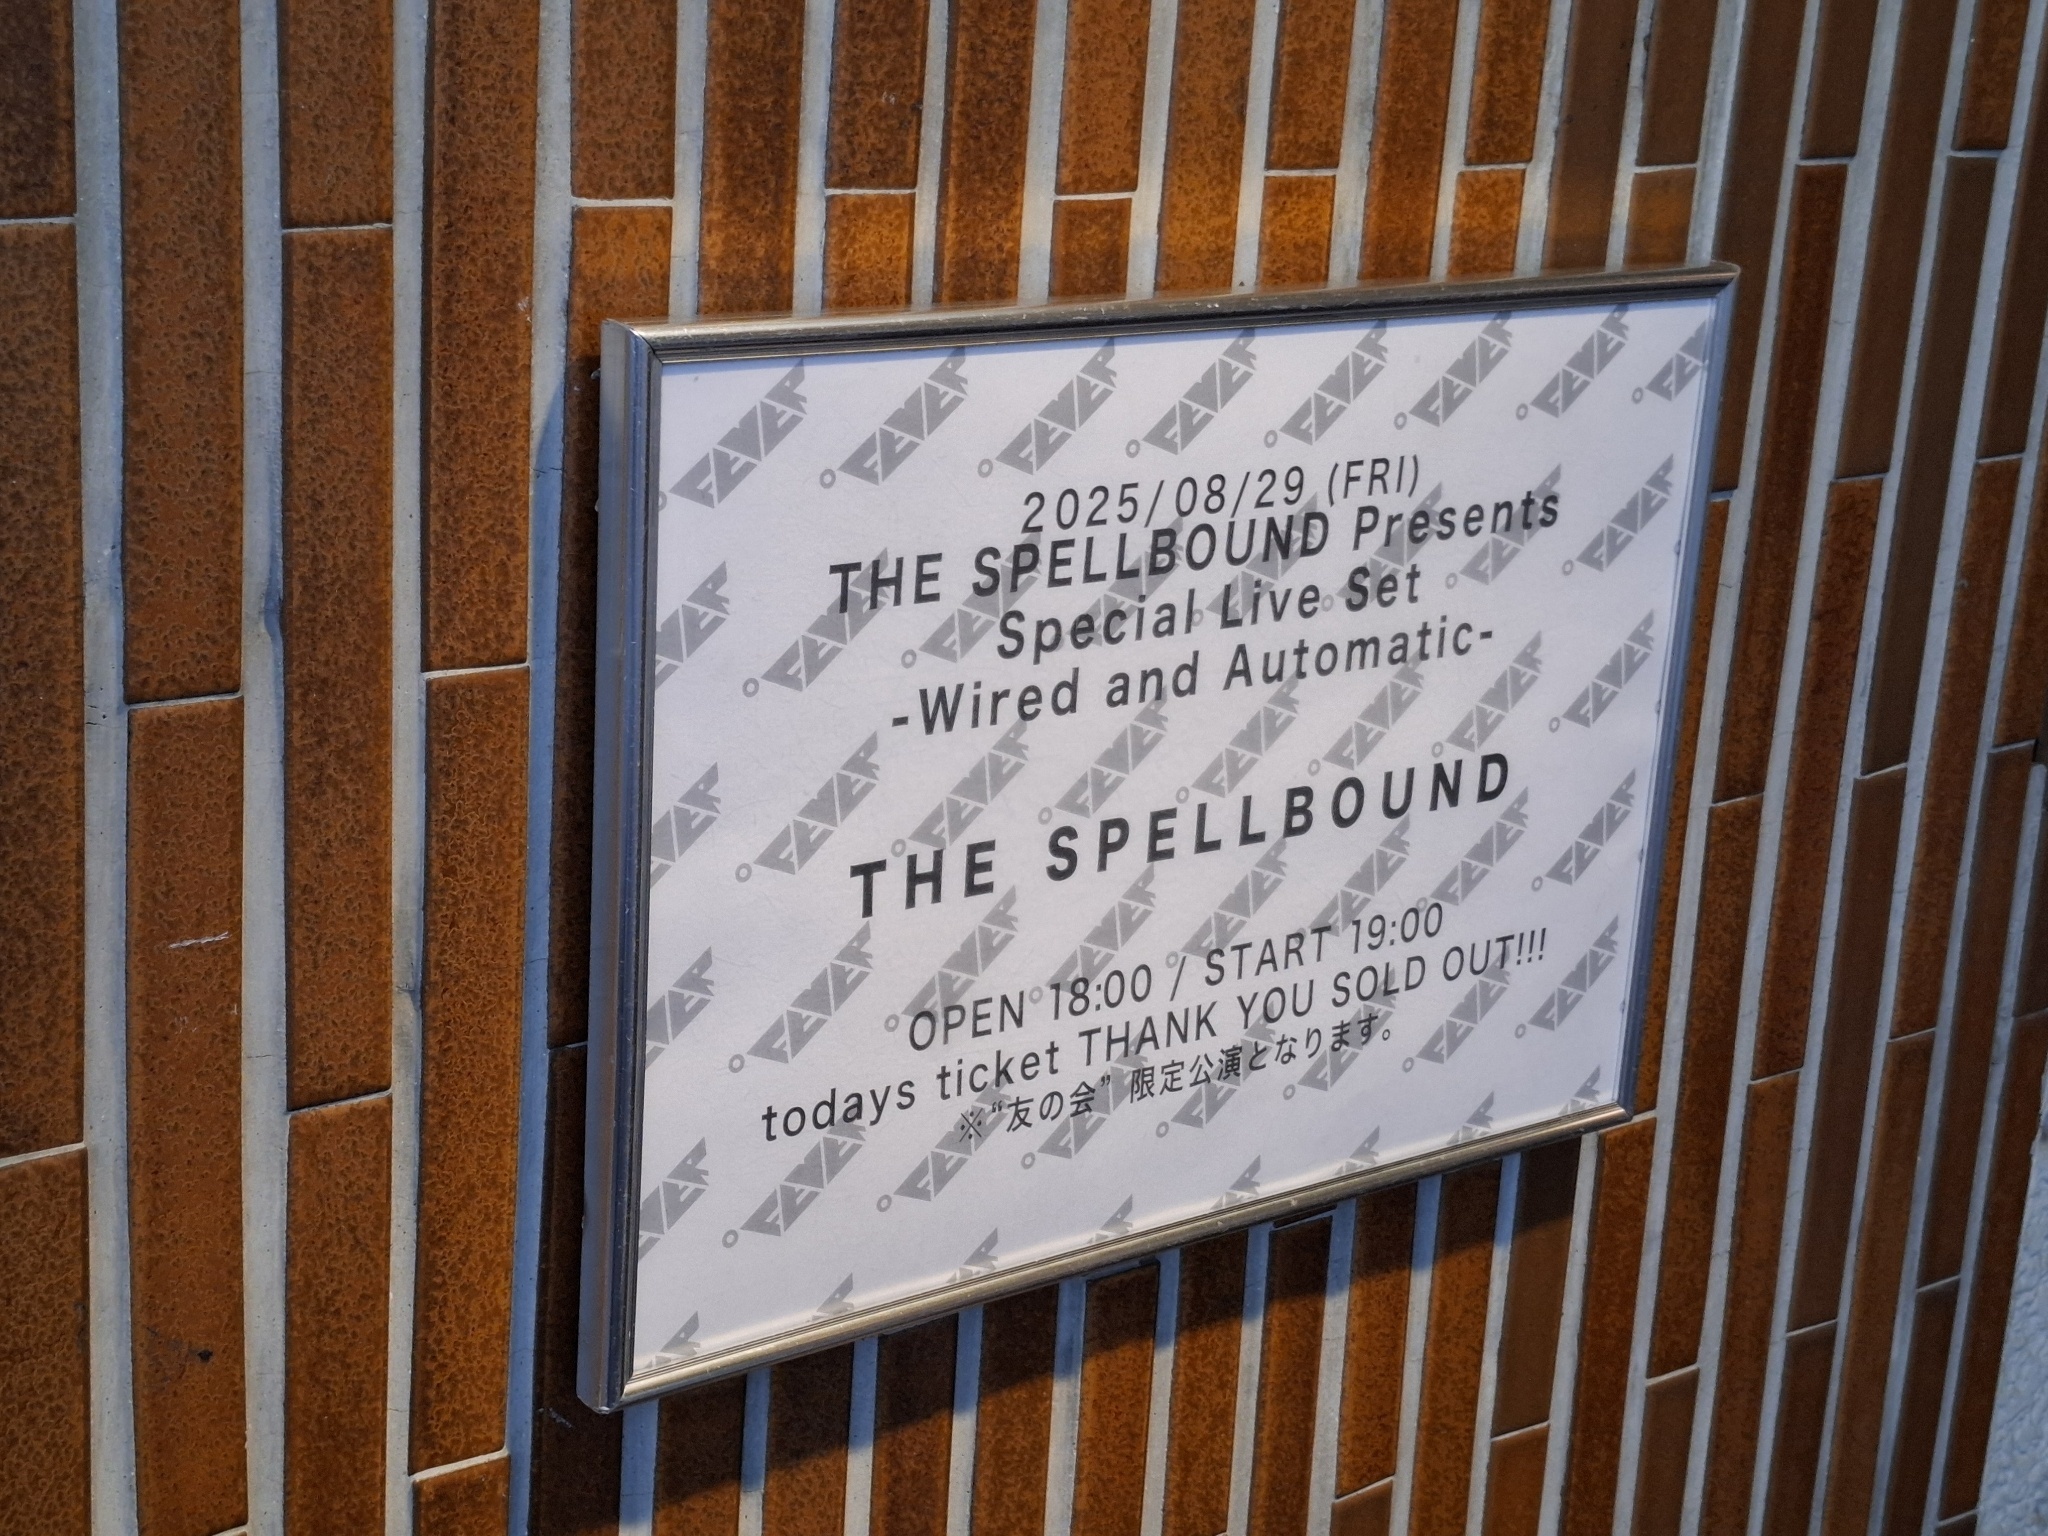 2025/08/29 (FRI)
THE SPELLBOUND Presents
Special Live Set
-Wired and Automatic-
THE SPELLBOUND
OPEN 18:00 / START 19:00
todays ticket THANK YOU SOLD OUT!!!
※“友の会” 限定公演となります。